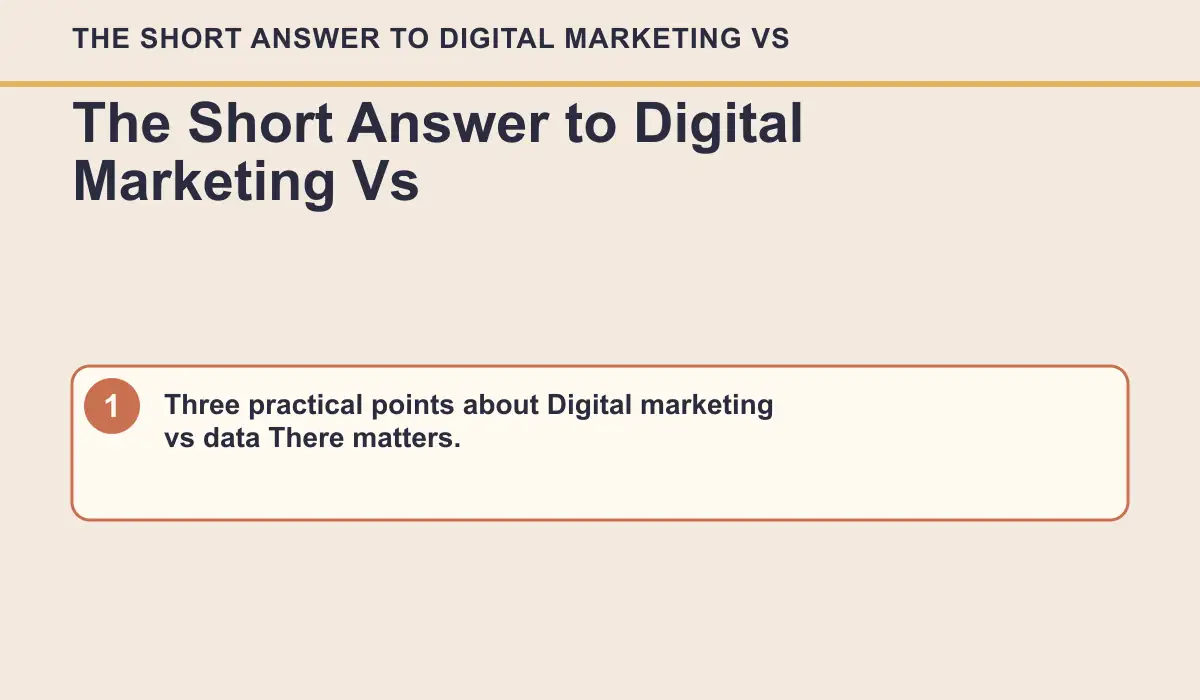 THE SHORT ANSWER TO DIGITAL MARKETING VS
The Short Answer to Digital
Marketing Vs
1
Three practical points about Digital marketing
vs data There matters.